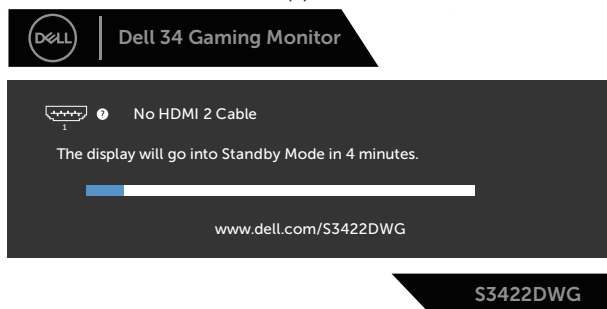 DELL
Dell 34 Gaming Monitor
? No HDMI 2 Cable
1
The display will go into Standby Mode in 4 minutes.
www.dell.com/S3422DWG
S3422DWG